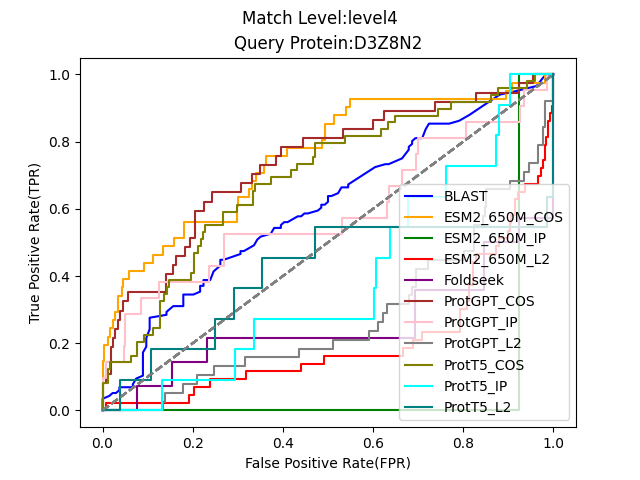 Match Level:level4
Query Protein:D3Z8N2
True Positive Rate(TPR)
1.0
0.8
0.6
0.4
0.2
0.0
BLAST
ESM2_650M_COS
ESM2_650M_IP
ESM2_650M_L2
Foldseek
ProtGPT_COS
ProtGPT_IP
ProtGPT_L2
ProtT5_COS
ProtT5_IP
ProtT5_L2
0.0 0.2 0.4 0.6 0.8 1.0
False Positive Rate(FPR)